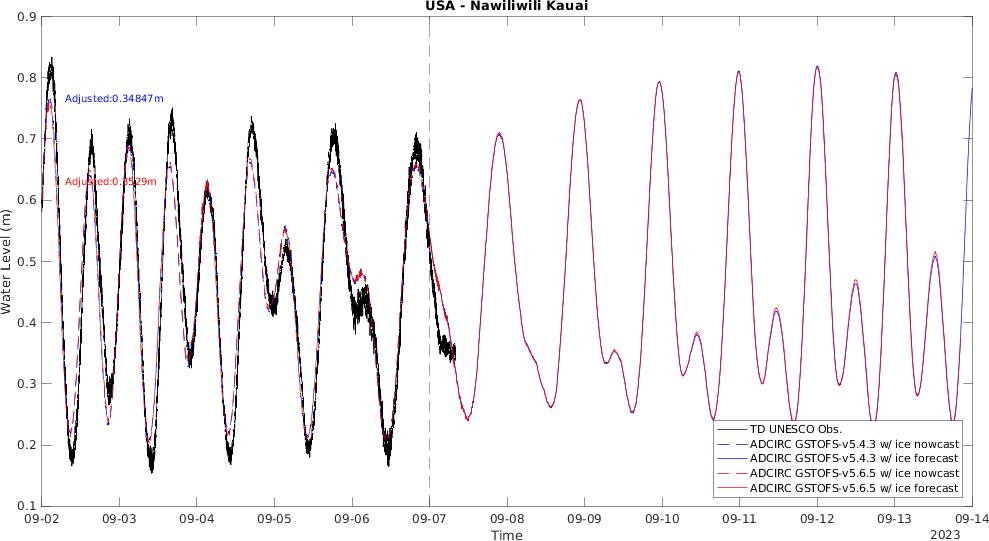 USA - Nawiliwili Kauai
0.9
0.8
0.7
0.6
0.5
0.4
0.3
0.2
0.1
Water Level (m)
Adjusted:0.34847m
Adjusted:0.3529m
TD UNESCO Obs.
ADCIRC GSTOFS-v5.4.3 w/ ice nowcast
ADCIRC GSTOFS-v5.4.3 w/ ice forecast
ADCIRC GSTOFS-v5.6.5 w/ ice nowcast
ADCIRC GSTOFS-v5.6.5 w/ ice forecast
09-02 09-03 09-04 09-05 09-06 09-07 09-08 09-09 09-10 09-11 09-12 09-13 09-14
Time
2023